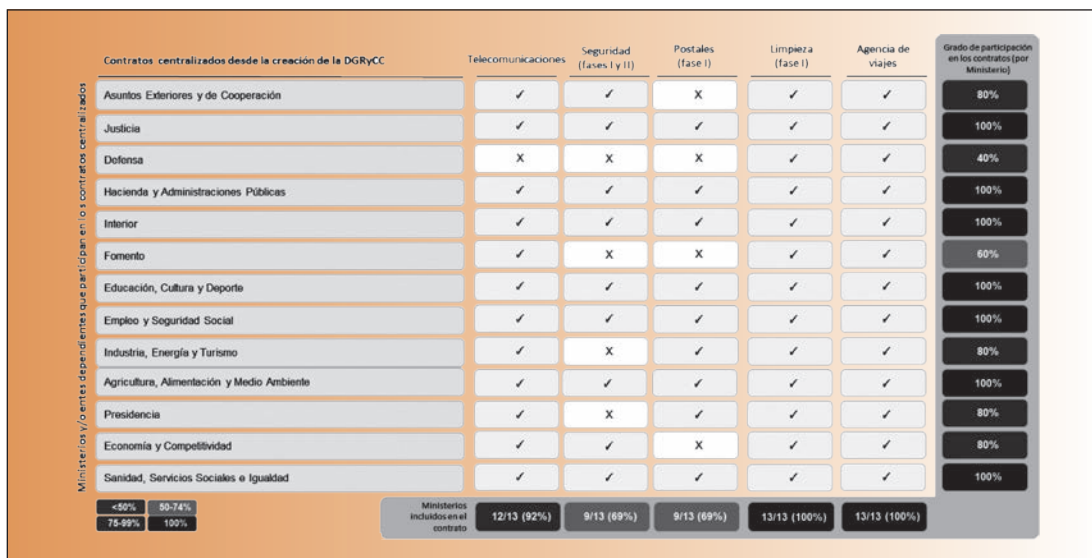 Contratos centralizados desde la creación de la DGRyCC
Telecomunicaciones
Seguridad
(fases I y II)
Postales
(fase I)
Limpieza
(fase I)
Agencia de
viajes
Grado de participación
en los contratos (por
Ministerio)
Ministerios y/o entes dependientes que participan en los contratos centralizados
Asuntos Exteriores y de Cooperación ✓ ✓ X ✓ ✓ 80%
Justicia ✓ ✓ ✓ ✓ ✓ 100%
Defensa X X X ✓ ✓ 40%
Hacienda y Administraciones Públicas ✓ ✓ ✓ ✓ ✓ 100%
Interior ✓ ✓ ✓ ✓ ✓ 100%
Fomento ✓ X X ✓ ✓ 60%
Educación, Cultura y Deporte ✓ ✓ ✓ ✓ ✓ 100%
Empleo y Seguridad Social ✓ ✓ ✓ ✓ ✓ 100%
Industria, Energía y Turismo ✓ X ✓ ✓ ✓ 80%
Agricultura, Alimentación y Medio Ambiente ✓ ✓ ✓ ✓ ✓ 100%
Presidencia ✓ X ✓ ✓ ✓ 80%
Economía y Competitividad ✓ ✓ X ✓ ✓ 80%
Sanidad, Servicios Sociales e Igualdad ✓ ✓ ✓ ✓ ✓ 100%
<50% 50-74%
75-99% 100%
Ministerios
incluidos en el
contrato
12/13 (92%) 9/13 (69%) 9/13 (69%) 13/13 (100%) 13/13 (100%)